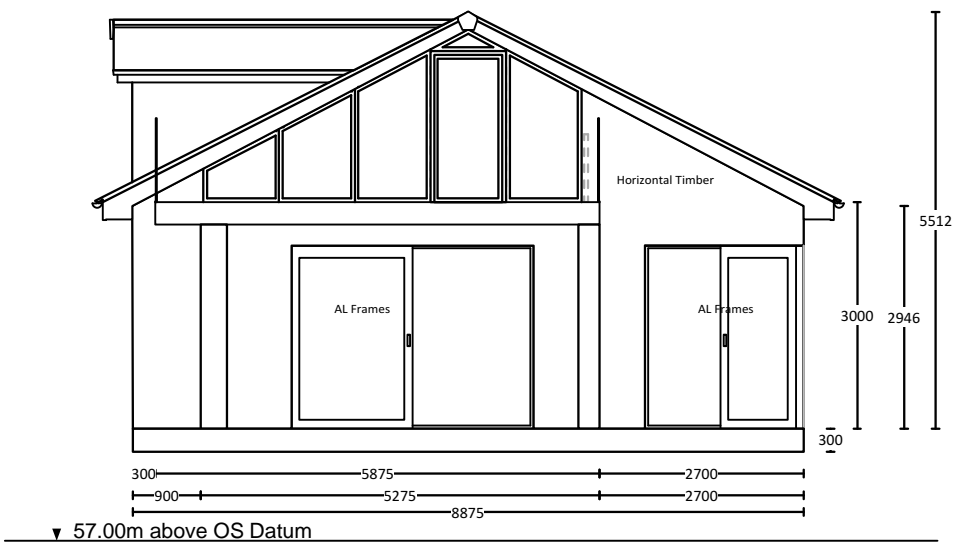 Horizontal Timber
5512
AL Frames
AL Frames
3000
2946
300
300
5875
2700
900
5275
2700
8875
57.00m above OS Datum